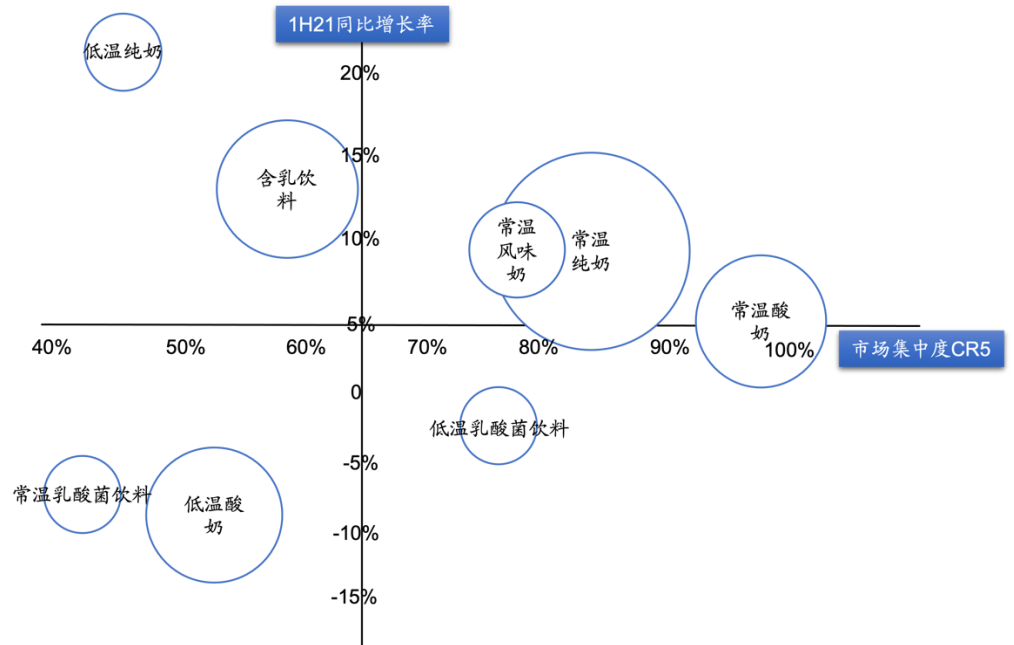 1H21同比增长率
低温纯奶
20%
15%
含乳饮
料
10%
常温
风味
奶
常温
纯奶
常温酸
奶
5%
40%
50%
60%
70%
80%
90%
100%
市场集中度CR5
0
低温乳酸菌饮料
-5%
常温乳酸菌饮料
低温酸
奶
-10%
-15%